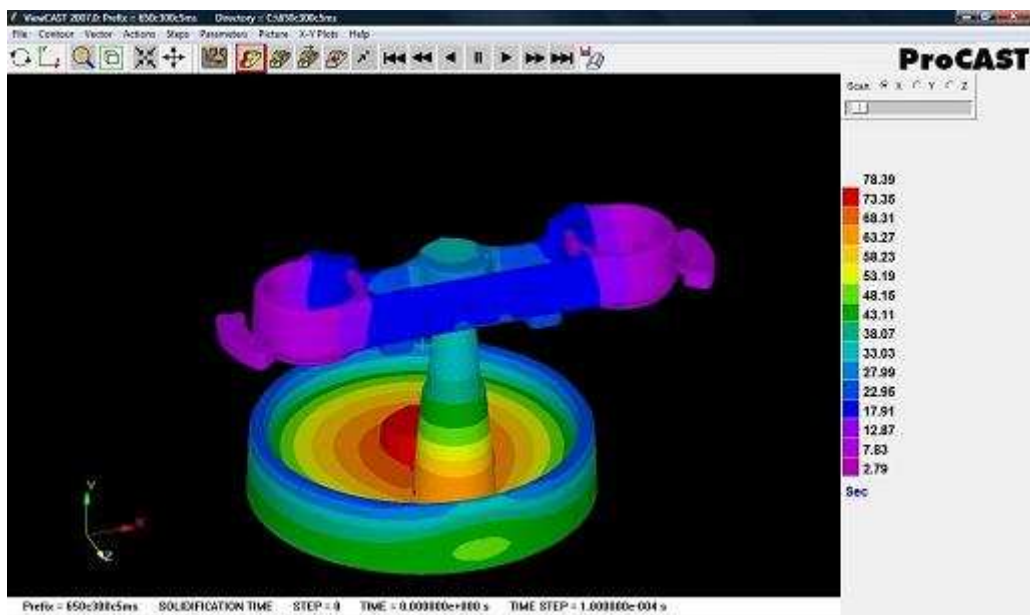 ViewCAST 2007.0: Prefix = 650c300c5ms Directory = C:\650c300c5ms
File Contour Vector Actions Steps Parameters Picture X-Y Plots Help
ProCAST
Scan X Y Z
78.39
73.35
68.31
63.27
58.23
53.19
48.15
43.11
38.07
33.03
27.99
22.95
17.91
12.87
7.83
2.79
Sec
Y
X
Z
Prefix = 650c300c5ms SOLIDIFICATION TIME STEP = 0 TIME = 0.000000e+000 s TIME STEP = 1.000000e-004 s